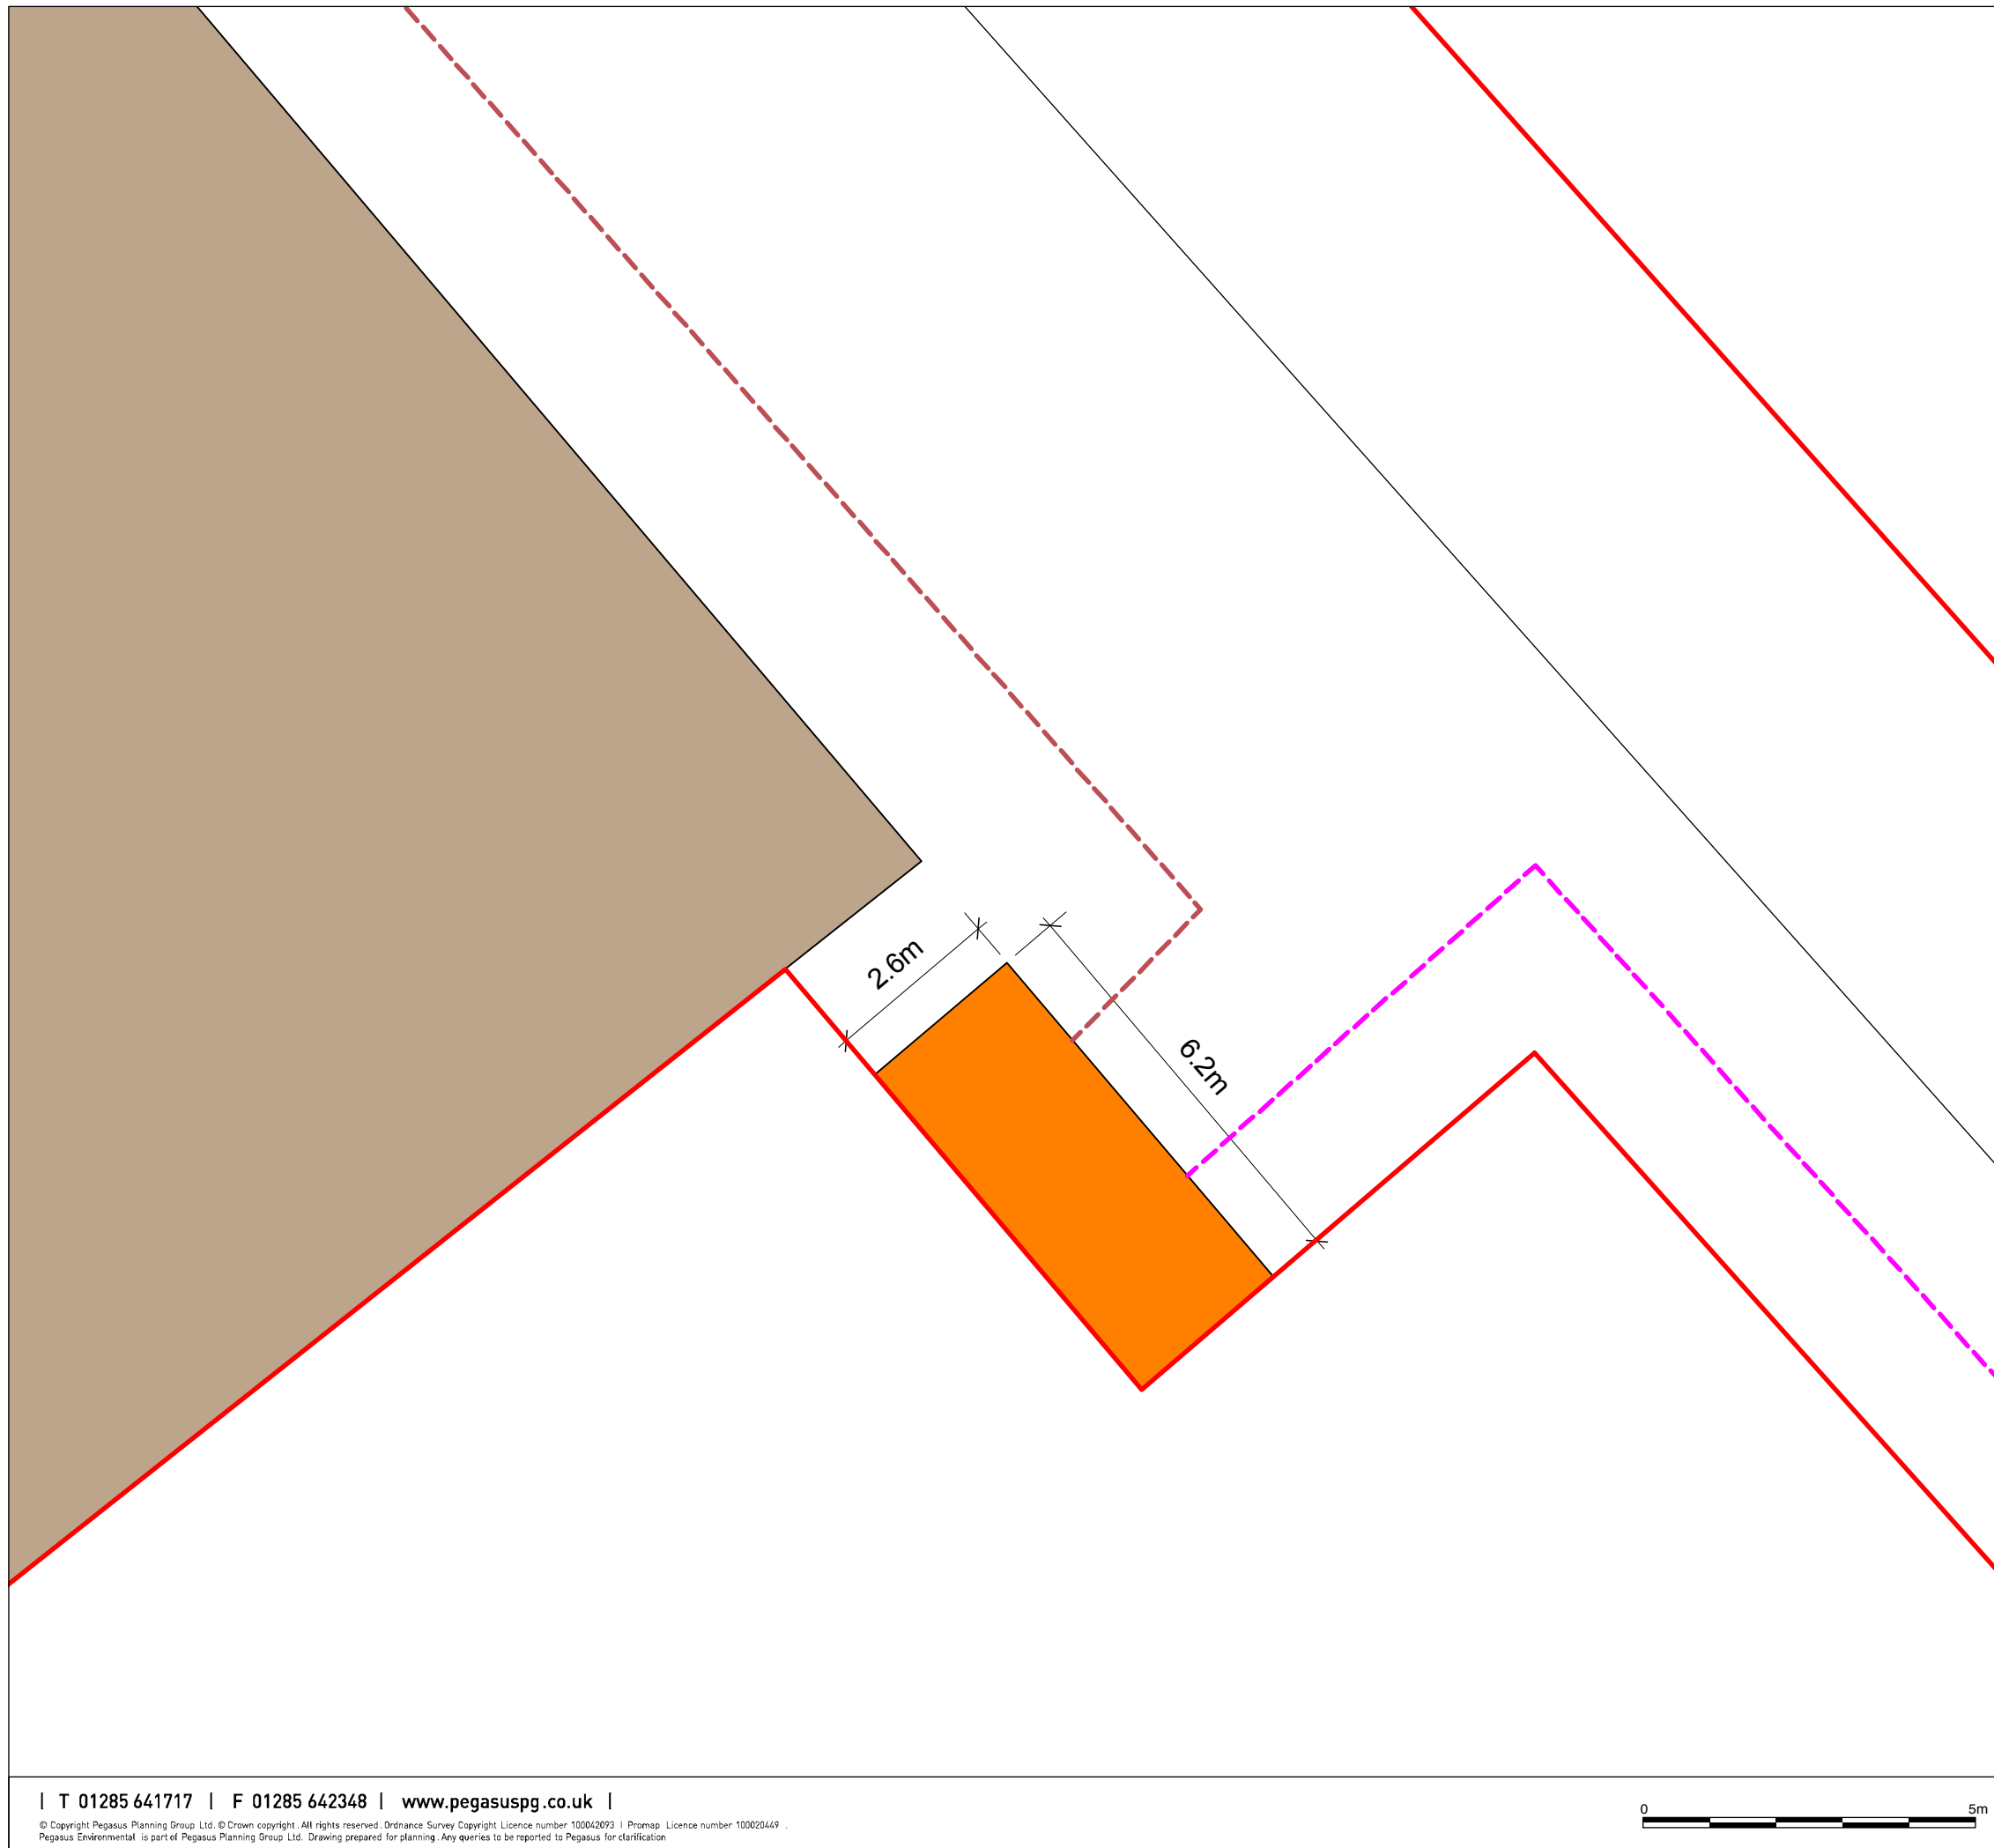 2.6m
6.2m
| T 01285 641717 | F 01285 642348 | www.pegasuspg.co.uk |
© Copyright Pegasus Planning Group Ltd. © Crown copyright. All rights reserved. Ordnance Survey Copyright Licence number 100042093 | Promap Licence number 100020449 .
Pegasus Environmental is part of Pegasus Planning Group Ltd. Drawing prepared for planning. Any queries to be reported to Pegasus for clarification
0 5m